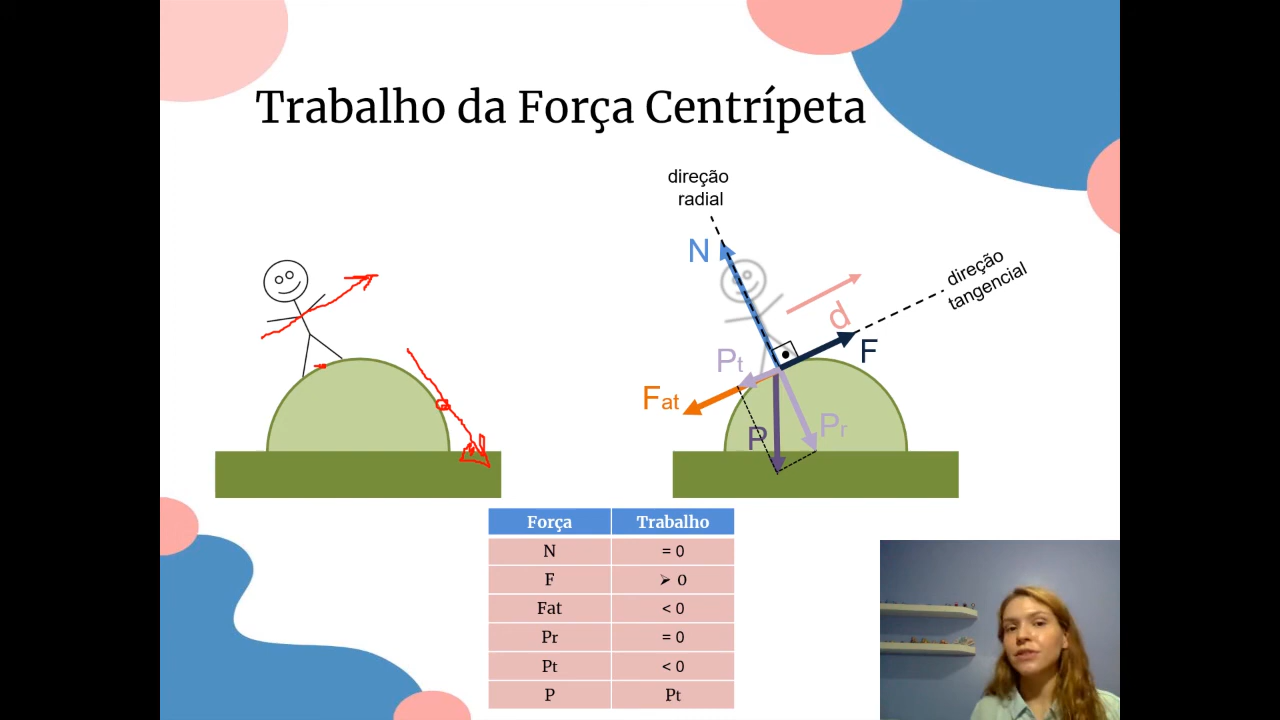 Trabalho da Força Centrípeta
direção
radial
N
direção
tangencial
d
F
Pt
Fat
P
Pr
Força Trabalho
N = 0
F ➢ 0
Fat < 0
Pr = 0
Pt < 0
P Pt